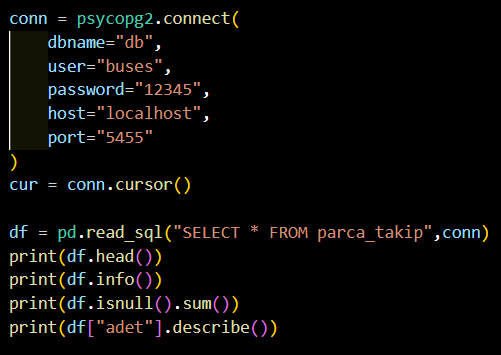 conn = psycopg2.connect(
    dbname="db",
    user="buses",
    password="12345",
    host="localhost",
    port="5455"
)
cur = conn.cursor()

df = pd.read_sql("SELECT * FROM parca_takip",conn)
print(df.head())
print(df.info())
print(df.isnull().sum())
print(df["adet"].describe())